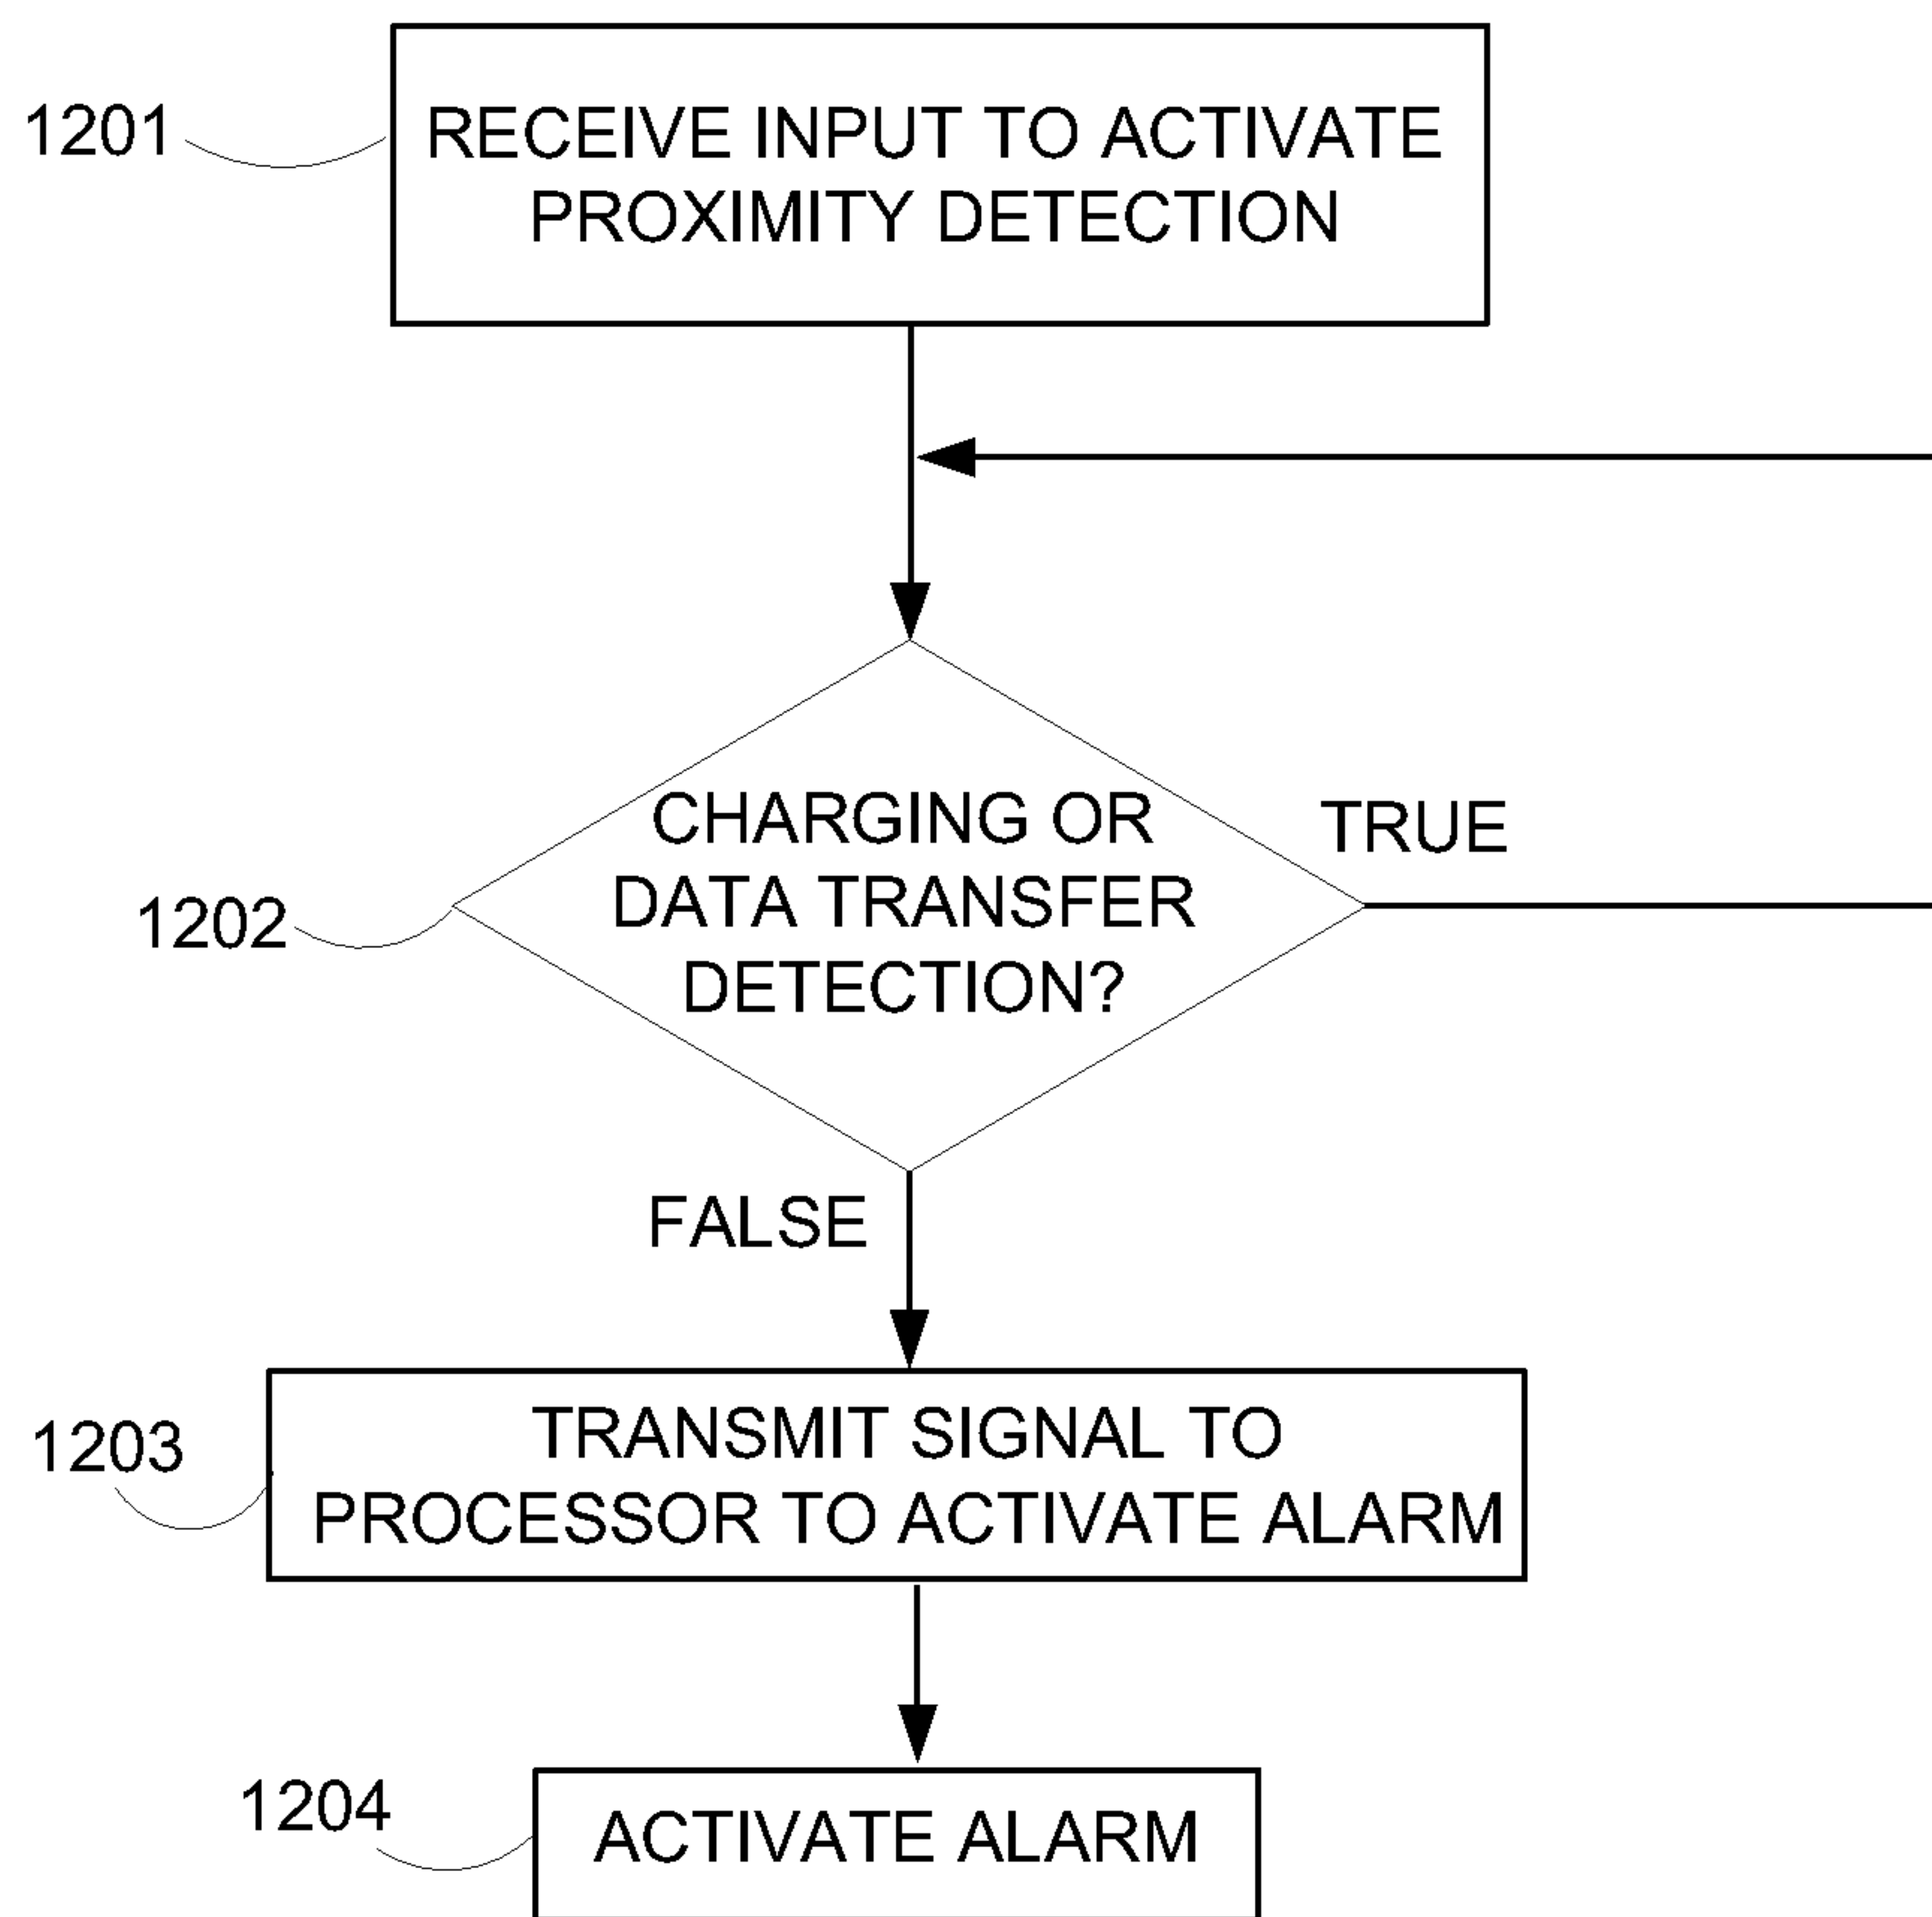 1201
RECEIVE INPUT TO ACTIVATE
PROXIMITY DETECTION
CHARGING OR
DATA TRANSFER
DETECTION?
TRUE
1202
FALSE
1203
TRANSMIT SIGNAL TO
PROCESSOR TO ACTIVATE ALARM
1204
ACTIVATE ALARM